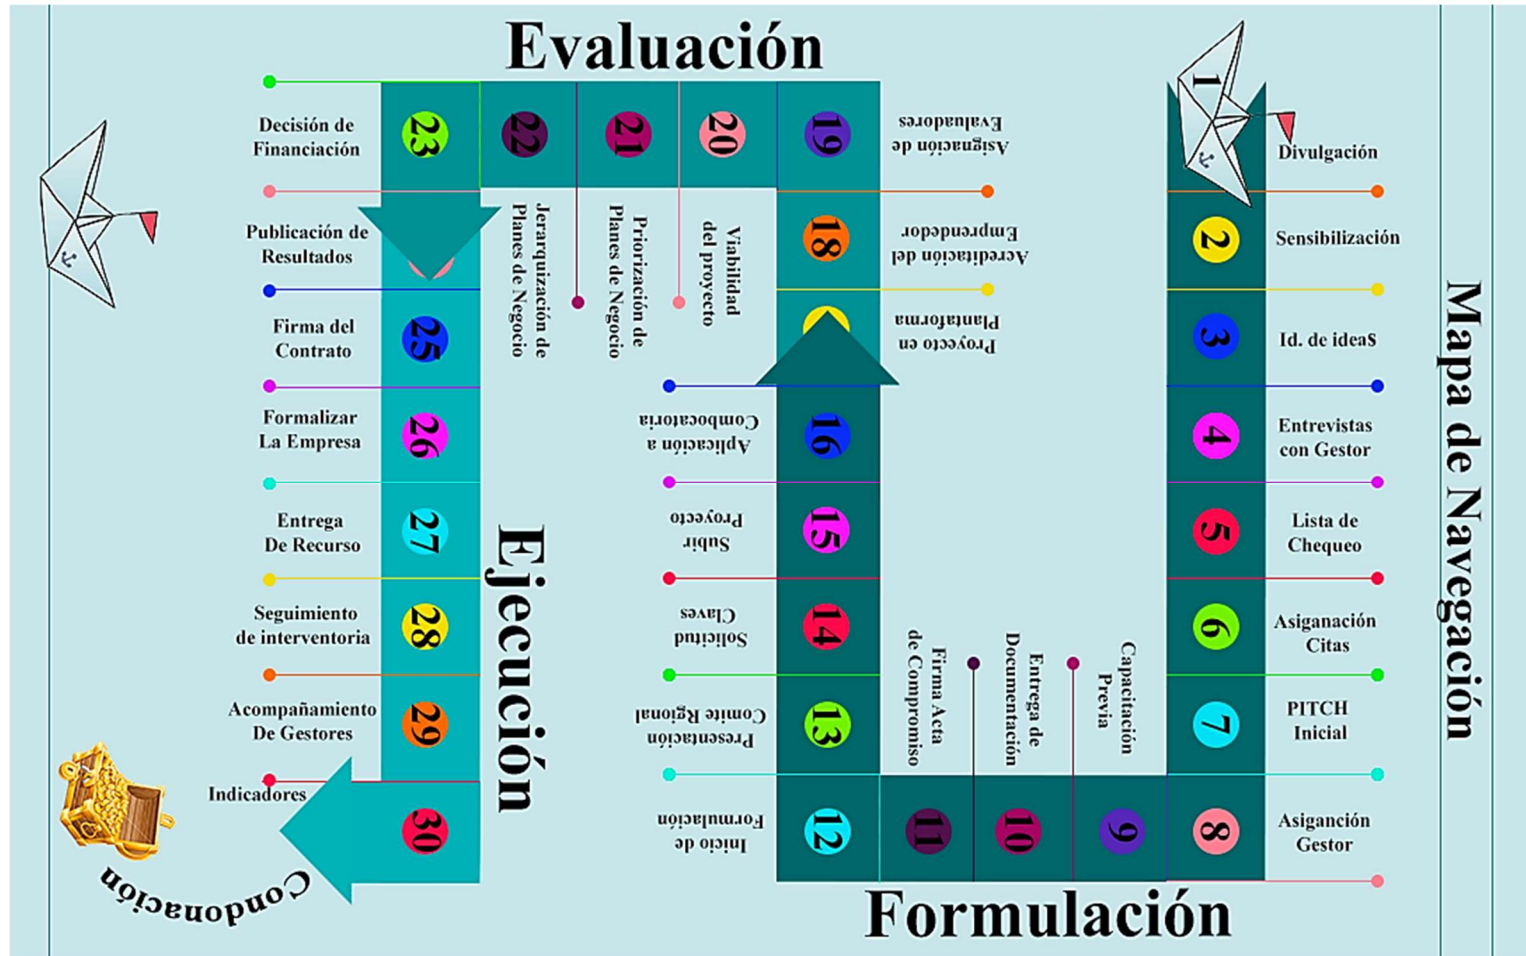 Mapa de Navegación
1
Divulgación
2
Sensibilización
3
Id. de ideas
4
Entrevistas
con Gestor
5
Lista de
Chequeo
6
Asiganación
Citas
7
PITCH
Inicial
8
Asigancíón
Gestor
Formulación
9
Capacitación
Previa
10
Entrega de
Documentación
11
Firma Acta
de Compromiso
12
Inicio de
Formulación
13
Presentación
Comite Rgional
14
Solicitud
Claves
15
Subir
Proyecto
16
Aplicación a
Combocatoria
Proyecto en
Plantaforma
18
Acreditación del
Emprendedor
Evaluación
19
Asignación de
Evaluadores
20
Viabilidad
del proyecto
21
Priorización de
Planes de Negocio
22
Jerarquización de
Planes de Negocio
23
Decisión de
Financiación
Publicación de
Resultados
Ejecución
25
Firma del
Contrato
26
Formalizar
La Empresa
27
Entrega
De Recurso
28
Seguimiento
de interventoria
29
Acompañamiento
De Gestores
30
Indicadores
Condonación